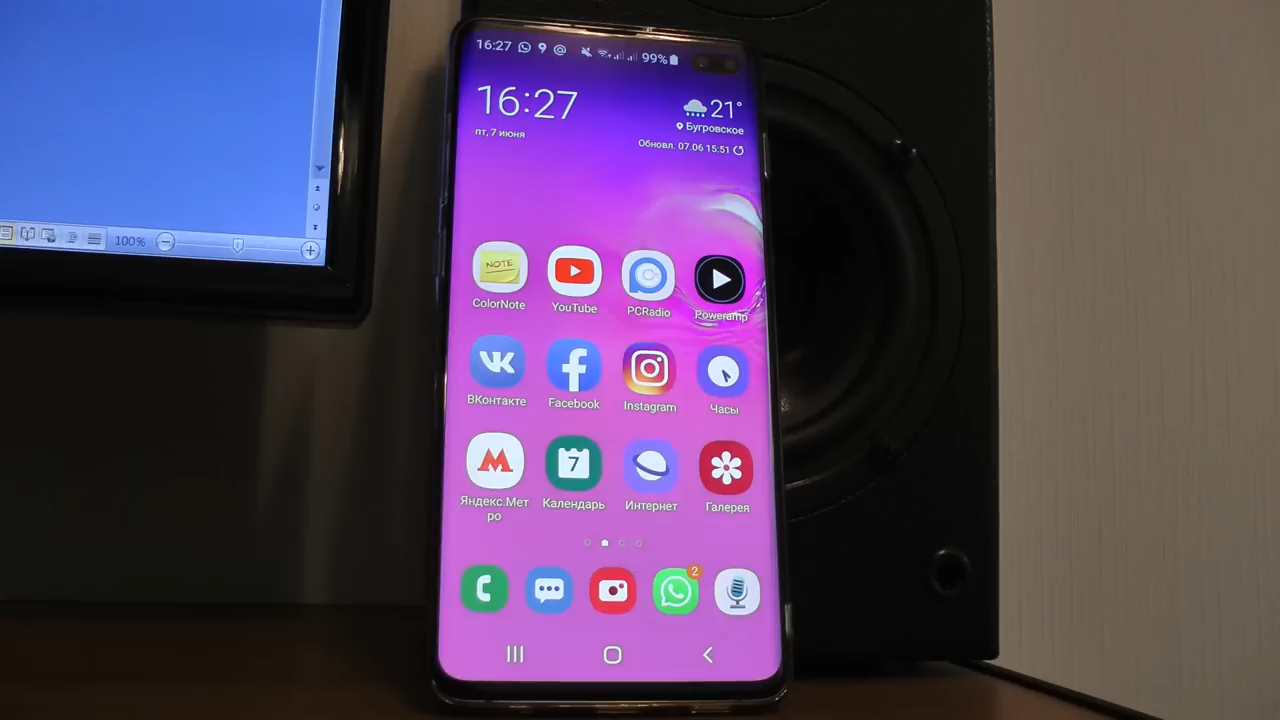 16:27 99%
16:27
пт, 7 июня
21°
Бугровское
Обновл. 07.06 15:51
100%
NOTE
ColorNote YouTube PCRadio Poweramp
ВКонтакте Facebook Instagram Часы
7
Яндекс.Мет
ро
Календарь Интернет Галерея
2